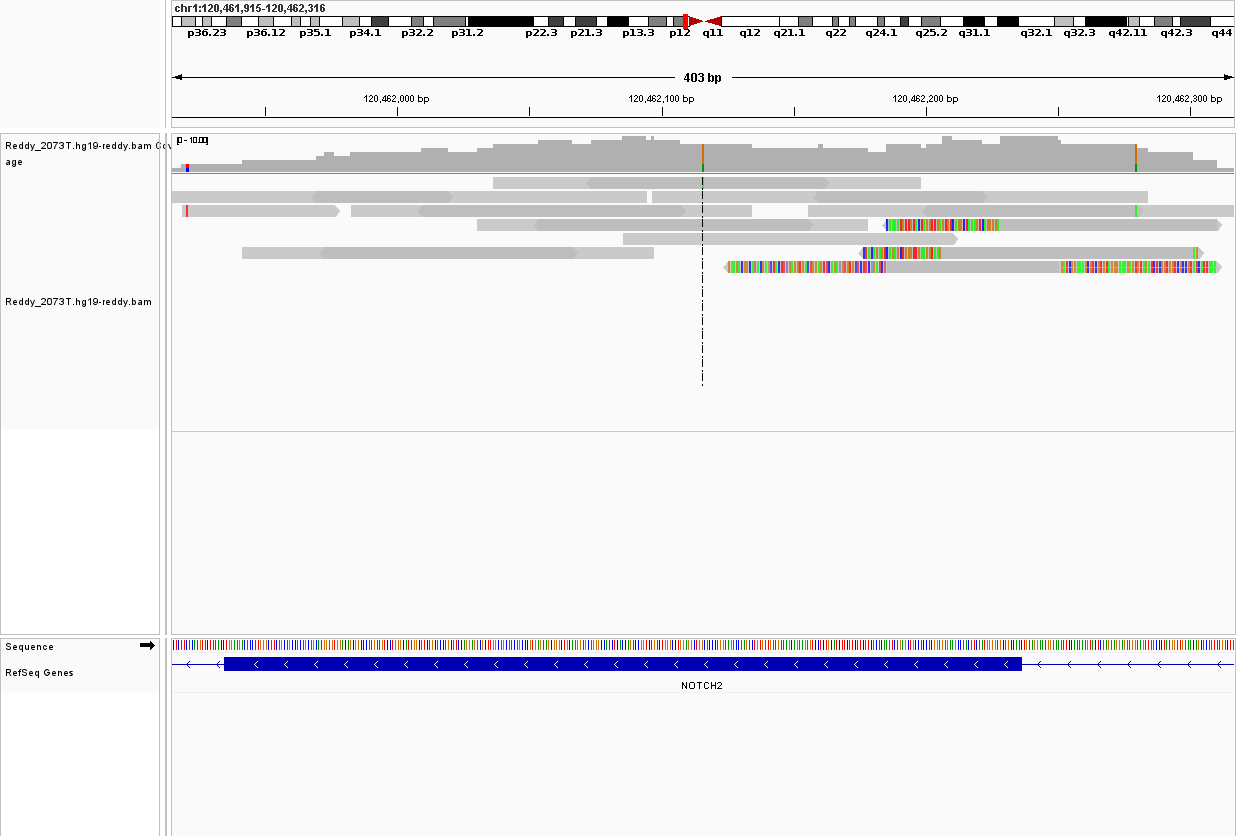 chr1:120,461,915-120,462,316
p36.23 p36.12 p35.1 p34.1 p32.2 p31.2 p22.3 p21.3 p13.3 p12 q11 q12 q21.1 q22 q24.1 q25.2 q31.1 q32.1 q32.3 q42.11 q42.3 q44
403 bp
120,462,000 bp 120,462,100 bp 120,462,200 bp 120,462,300 bp
Reddy_2073T.hg19-reddy.bam Cov
age
[0 - 10.00]
Reddy_2073T.hg19-reddy.bam
Sequence
RefSeq Genes
NOTCH2